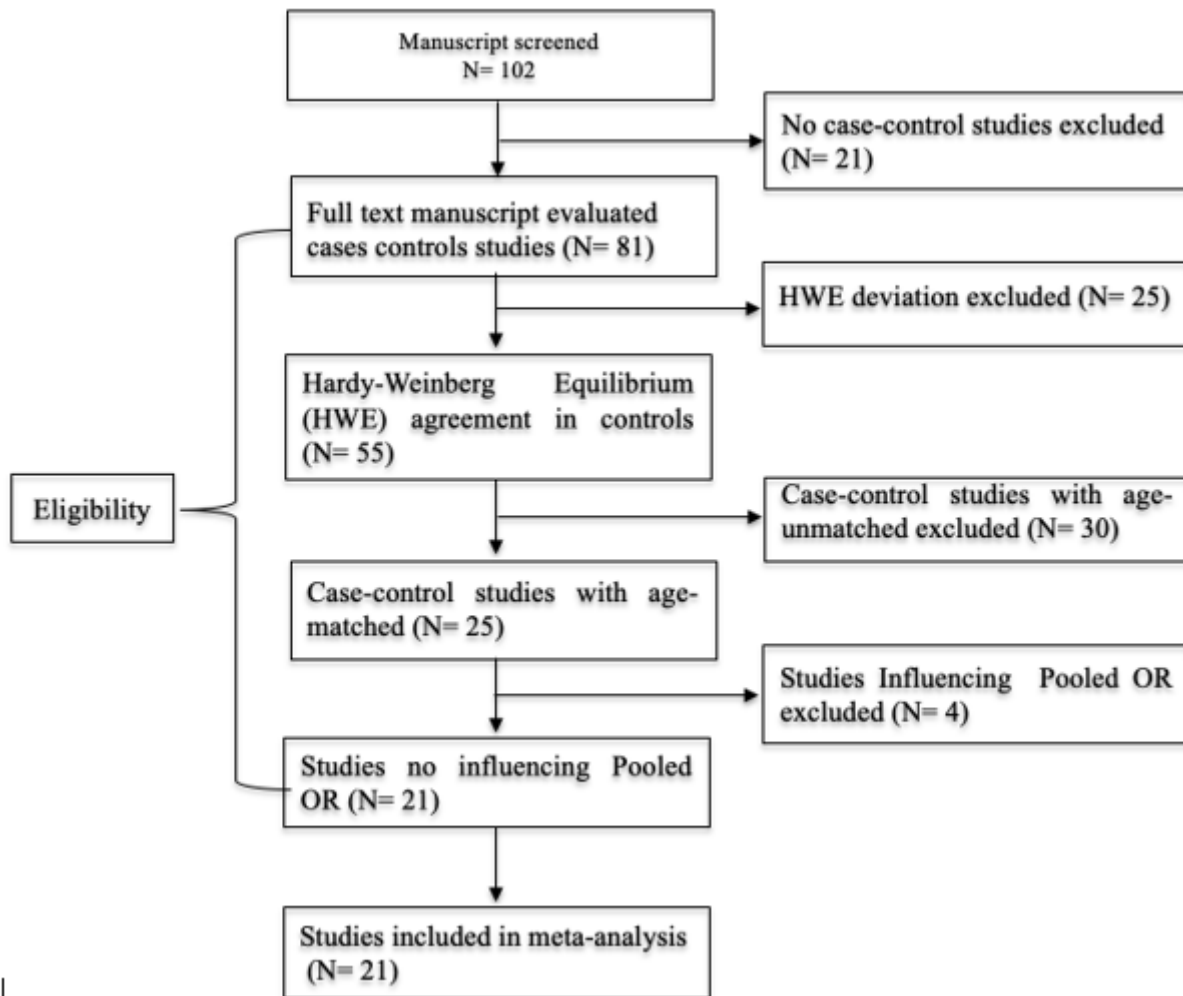 Manuscript screened
N= 102
No case-control studies excluded
(N= 21)
Full text manuscript evaluated
cases controls studies (N= 81)
HWE deviation excluded (N= 25)
Hardy-Weinberg Equilibrium
(HWE) agreement in controls
(N= 55)
Eligibility
Case-control studies with age-
unmatched excluded (N= 30)
Case-control studies with age-
matched (N= 25)
Studies Influencing Pooled OR
excluded (N= 4)
Studies no influencing Pooled
OR (N= 21)
Studies included in meta-analysis
(N= 21)